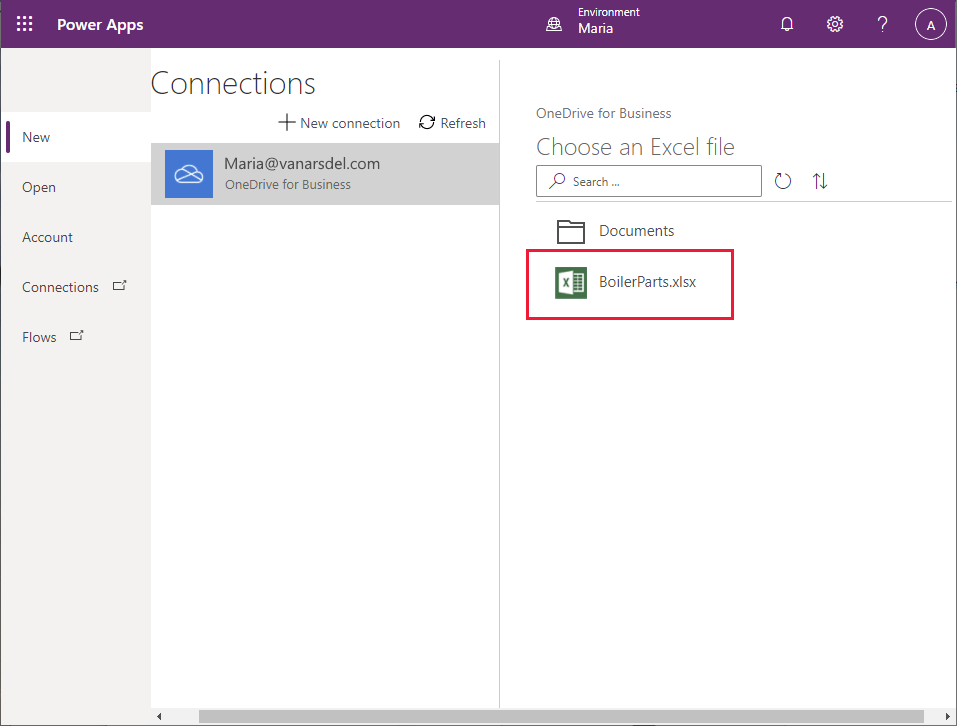 Power Apps
Environment
Maria
?
A
New
Open
Account
Connections
Flows
Connections
New connection
Refresh
Maria@vanarsdel.com
OneDrive for Business
OneDrive for Business
Choose an Excel file
Search ...
Documents
BoilerParts.xlsx